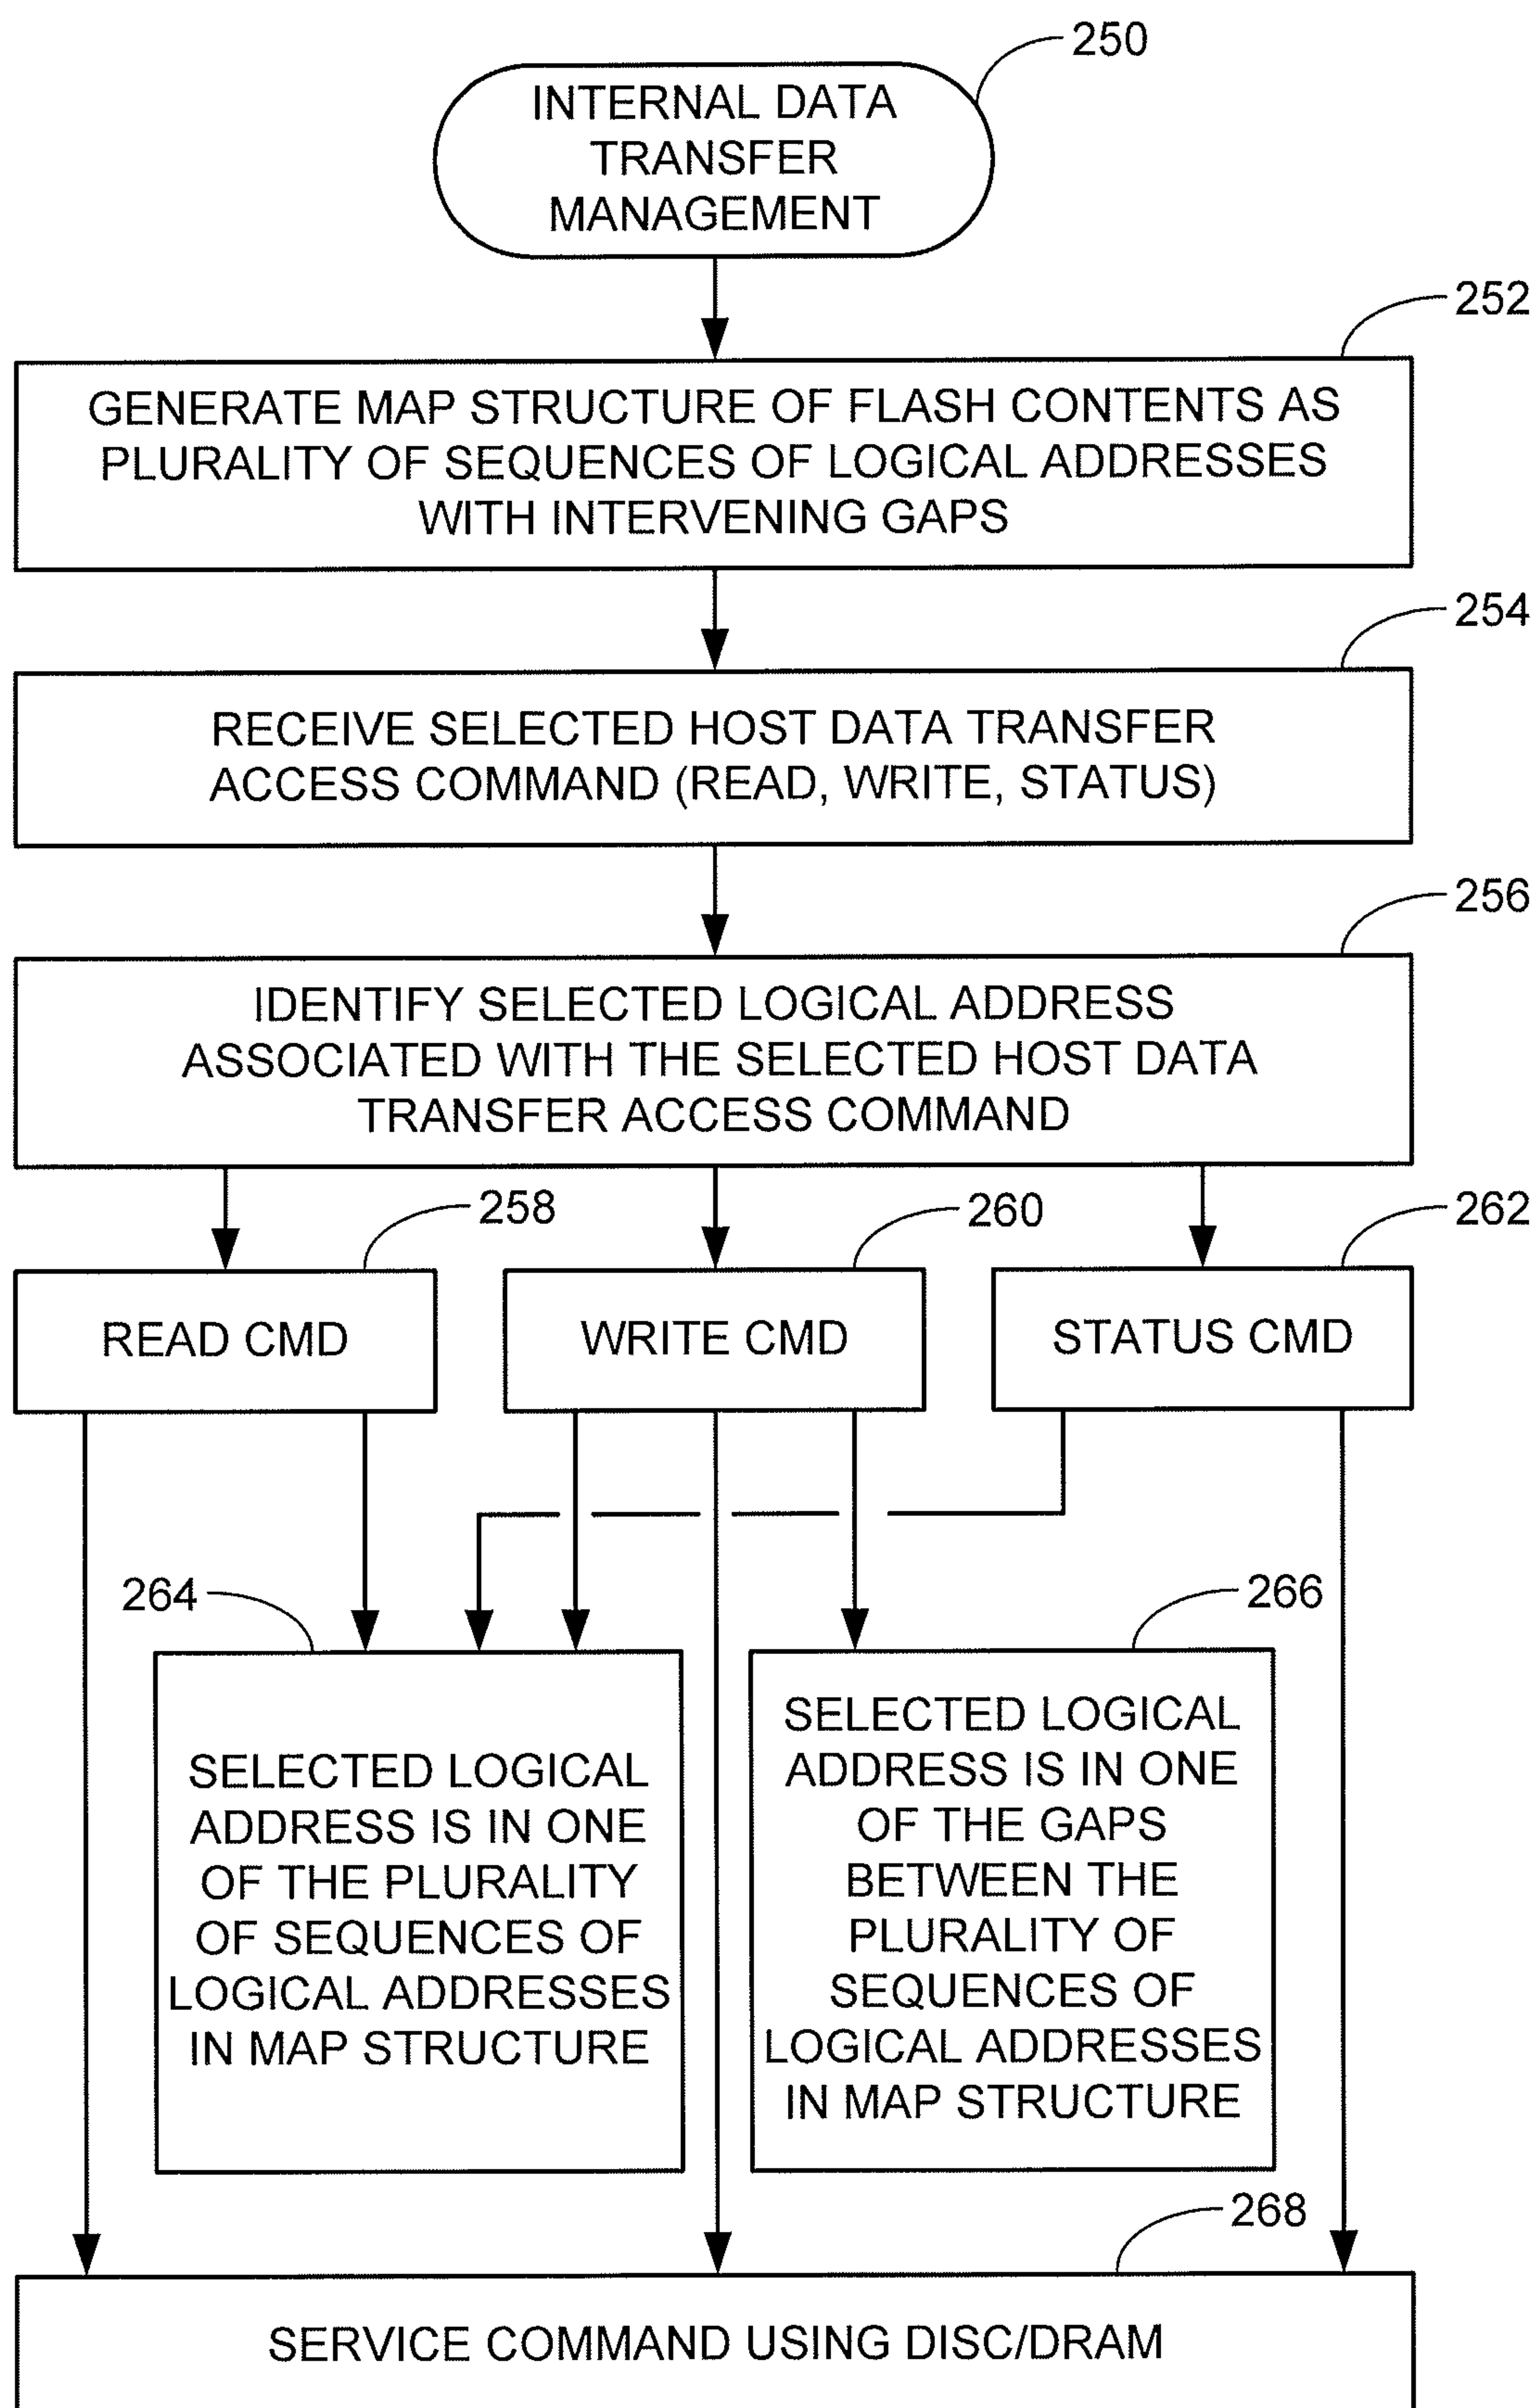 250
INTERNAL DATA
TRANSFER
MANAGEMENT
252
GENERATE MAP STRUCTURE OF FLASH CONTENTS AS
PLURALITY OF SEQUENCES OF LOGICAL ADDRESSES
WITH INTERVENING GAPS
254
RECEIVE SELECTED HOST DATA TRANSFER
ACCESS COMMAND (READ, WRITE, STATUS)
256
IDENTIFY SELECTED LOGICAL ADDRESS
ASSOCIATED WITH THE SELECTED HOST DATA
TRANSFER ACCESS COMMAND
258
READ CMD
260
WRITE CMD
262
STATUS CMD
264
SELECTED LOGICAL
ADDRESS IS IN ONE
OF THE PLURALITY
OF SEQUENCES OF
LOGICAL ADDRESSES
IN MAP STRUCTURE
266
SELECTED LOGICAL
ADDRESS IS IN ONE
OF THE GAPS
BETWEEN THE
PLURALITY OF
SEQUENCES OF
LOGICAL ADDRESSES
IN MAP STRUCTURE
268
SERVICE COMMAND USING DISC/DRAM